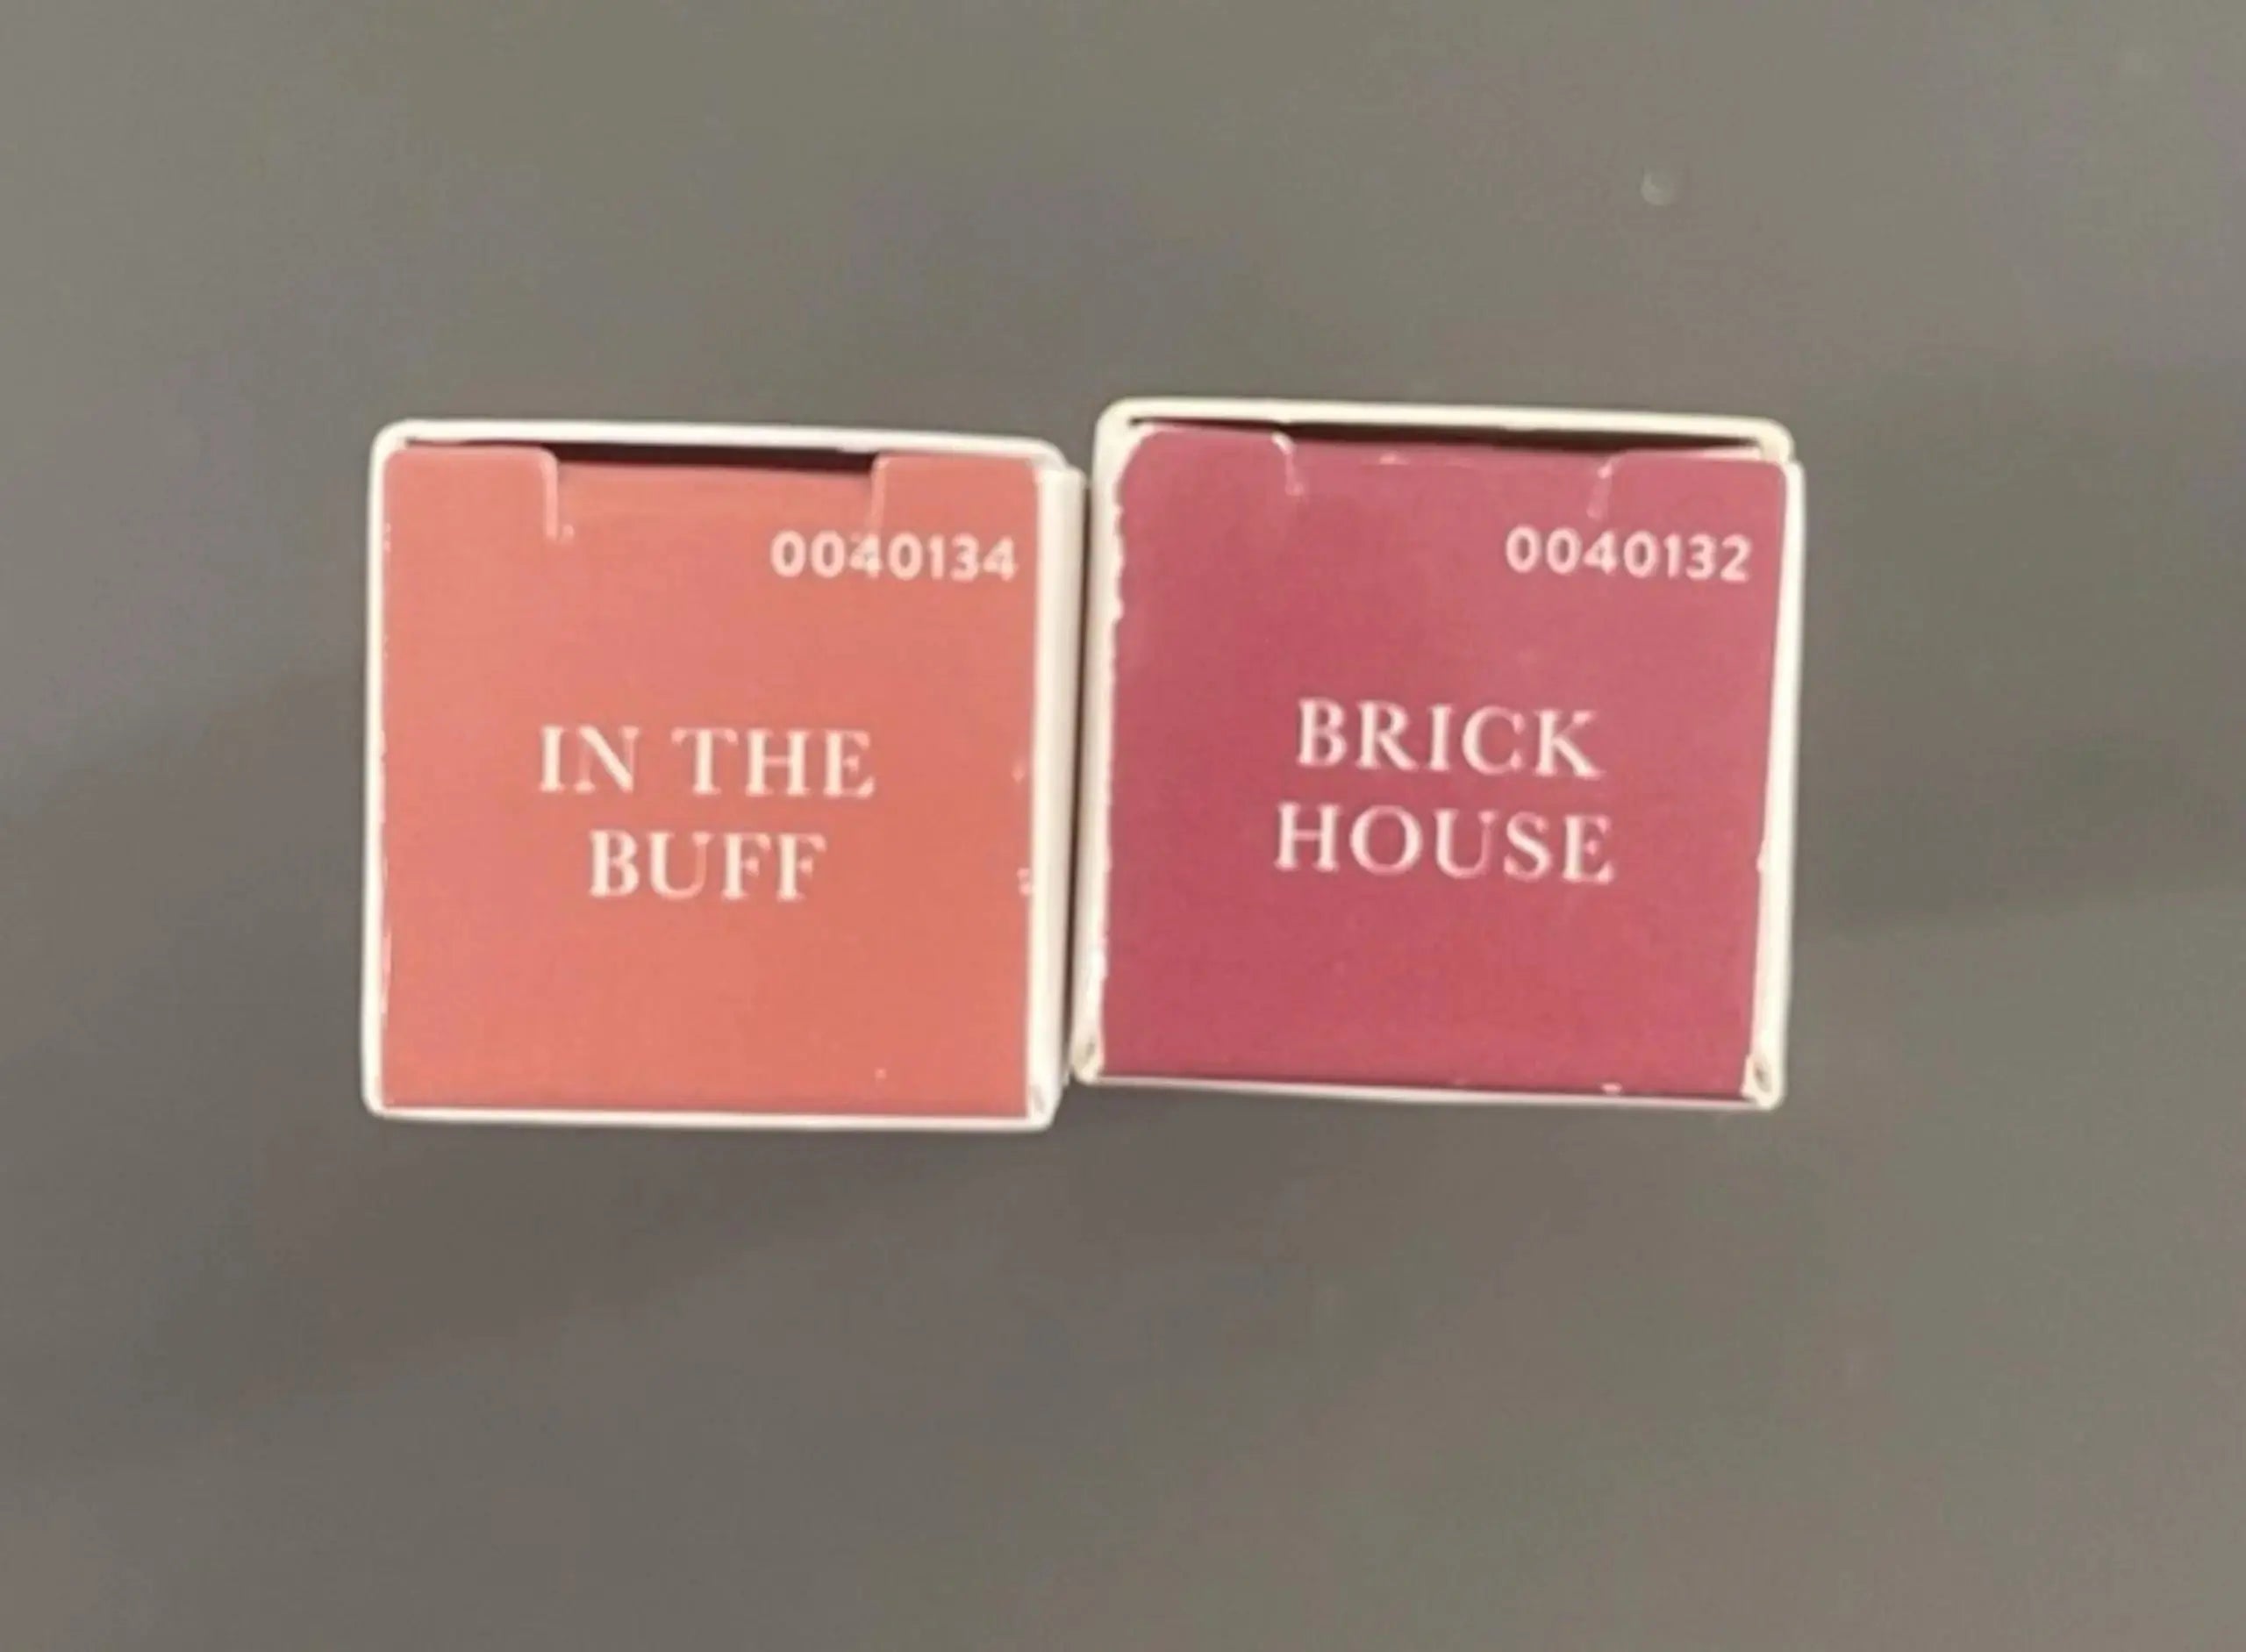 0040134
IN THE
BUFF
0040132
BRICK
HOUSE